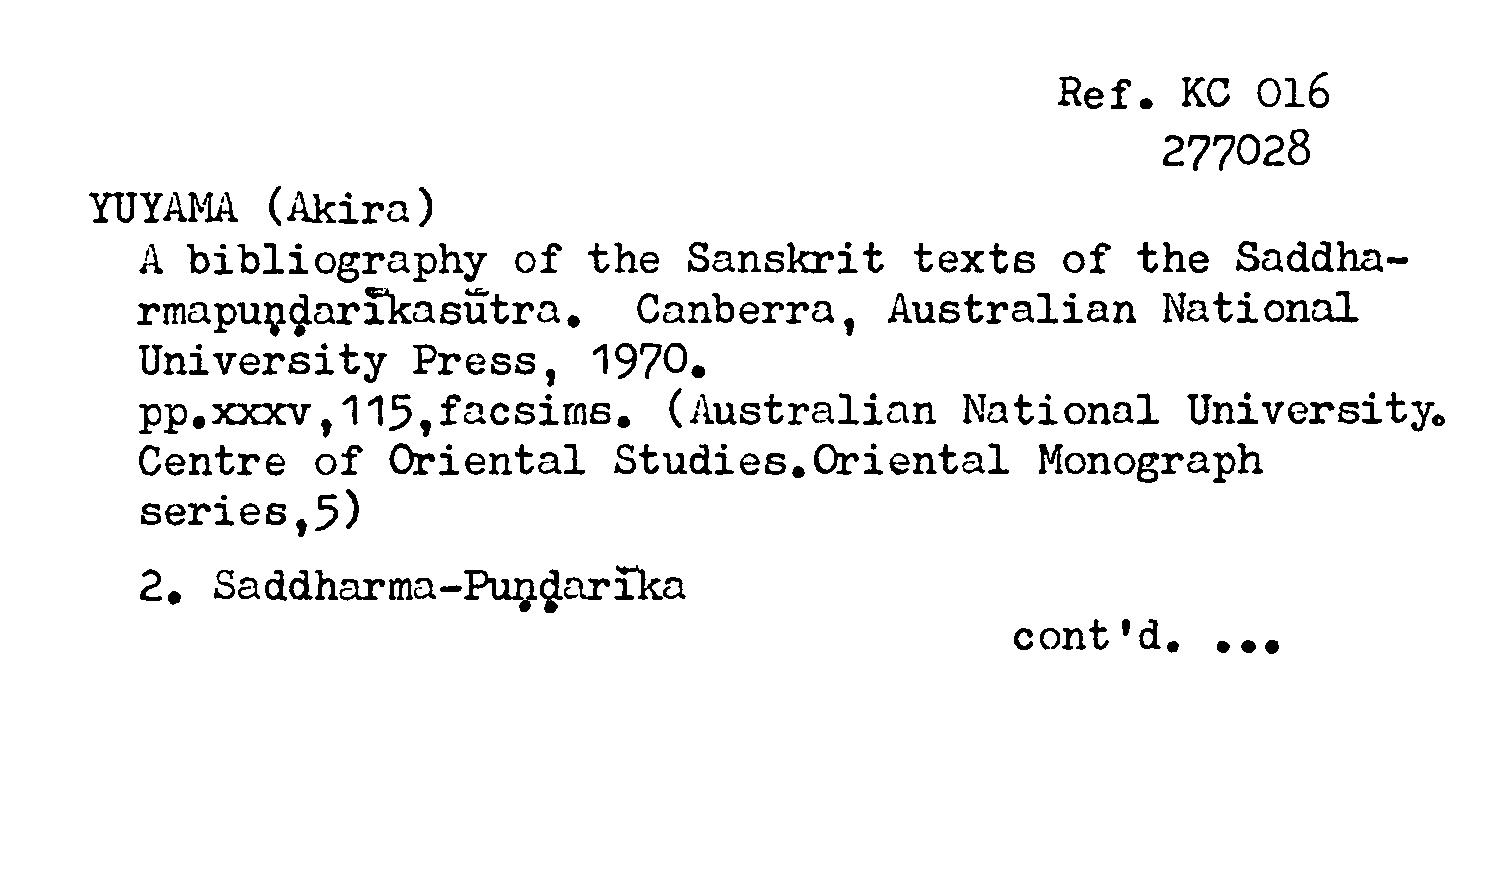 Ref. KC 016
277028
YUYAMA (Akira)
A bibliography of the Sanskrit texts of the Saddha-
rmapuṇḍarīkasūtra. Canberra, Australian National
University Press, 1970.
pp.xxxv,115,facsims. (Australian National University.
Centre of Oriental Studies.Oriental Monograph
series,5)
2. Saddharma-Puṇḍarīka
cont'd. ...